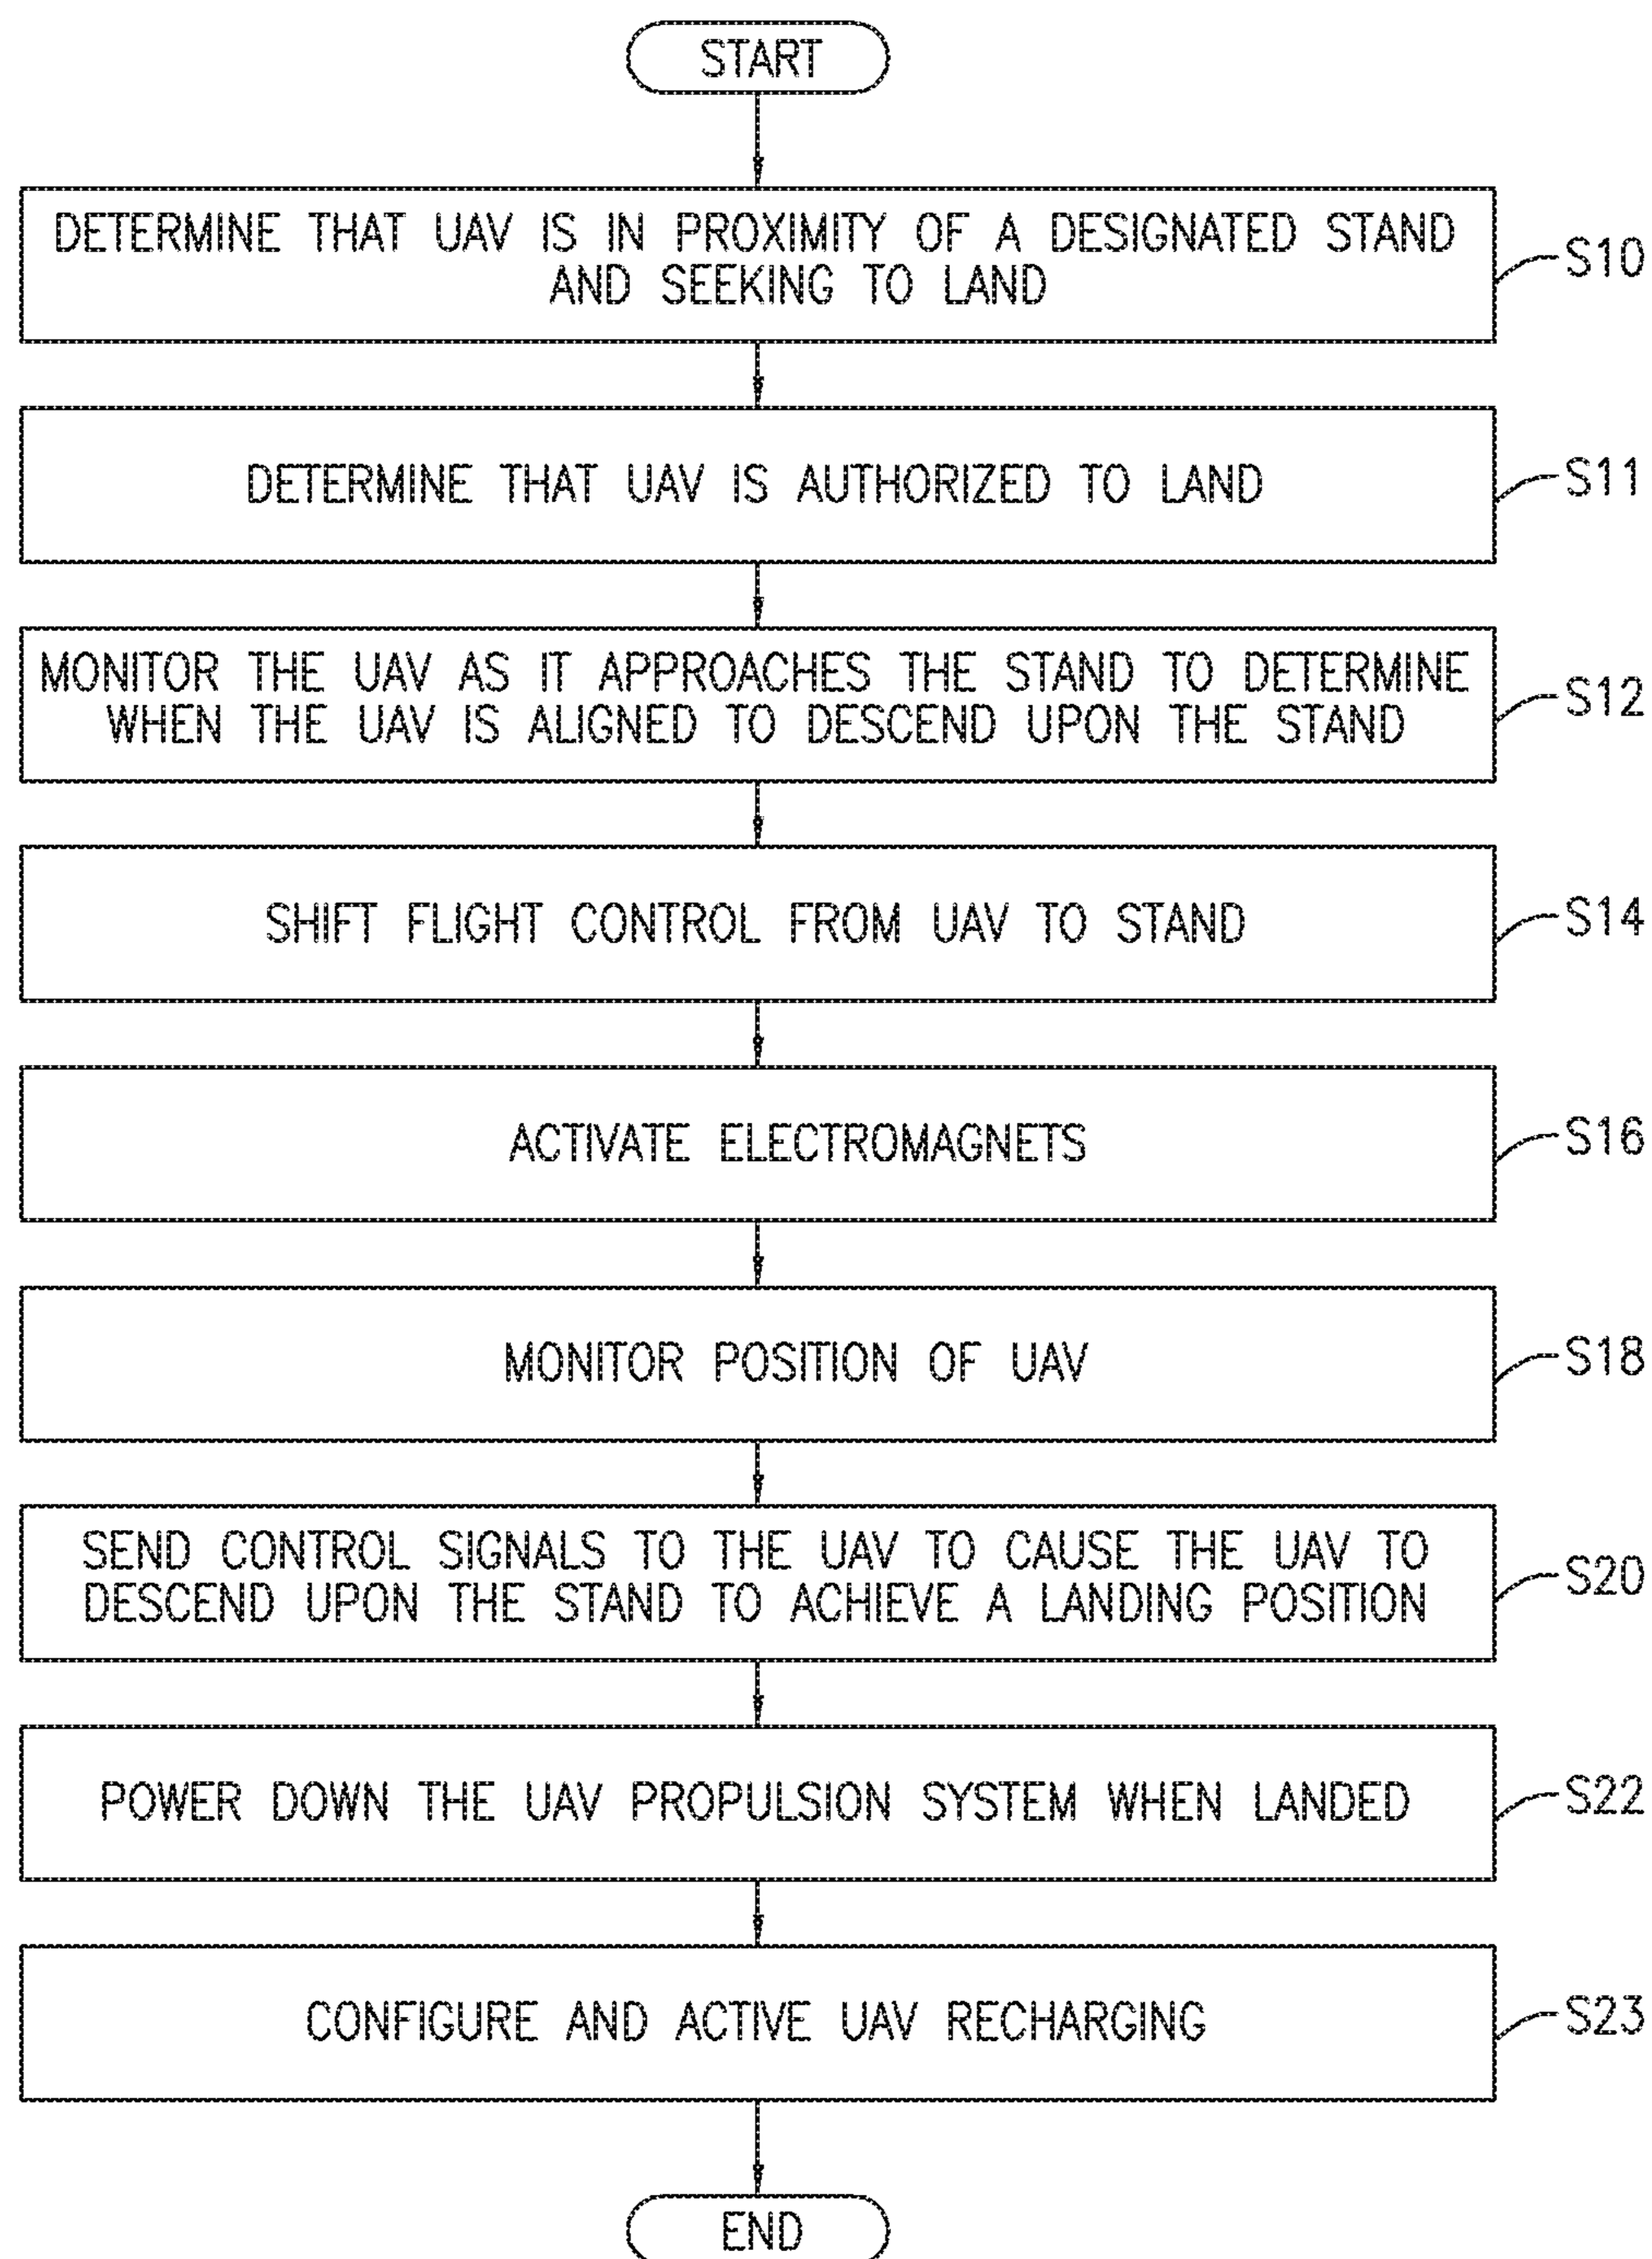 START
DETERMINE THAT UAV IS IN PROXIMITY OF A DESIGNATED STAND
AND SEEKING TO LAND
S10
DETERMINE THAT UAV IS AUTHORIZED TO LAND
S11
MONITOR THE UAV AS IT APPROACHES THE STAND TO DETERMINE
WHEN THE UAV IS ALIGNED TO DESCEND UPON THE STAND
S12
SHIFT FLIGHT CONTROL FROM UAV TO STAND
S14
ACTIVATE ELECTROMAGNETS
S16
MONITOR POSITION OF UAV
S18
SEND CONTROL SIGNALS TO THE UAV TO CAUSE THE UAV TO
DESCEND UPON THE STAND TO ACHIEVE A LANDING POSITION
S20
POWER DOWN THE UAV PROPULSION SYSTEM WHEN LANDED
S22
CONFIGURE AND ACTIVE UAV RECHARGING
S23
END